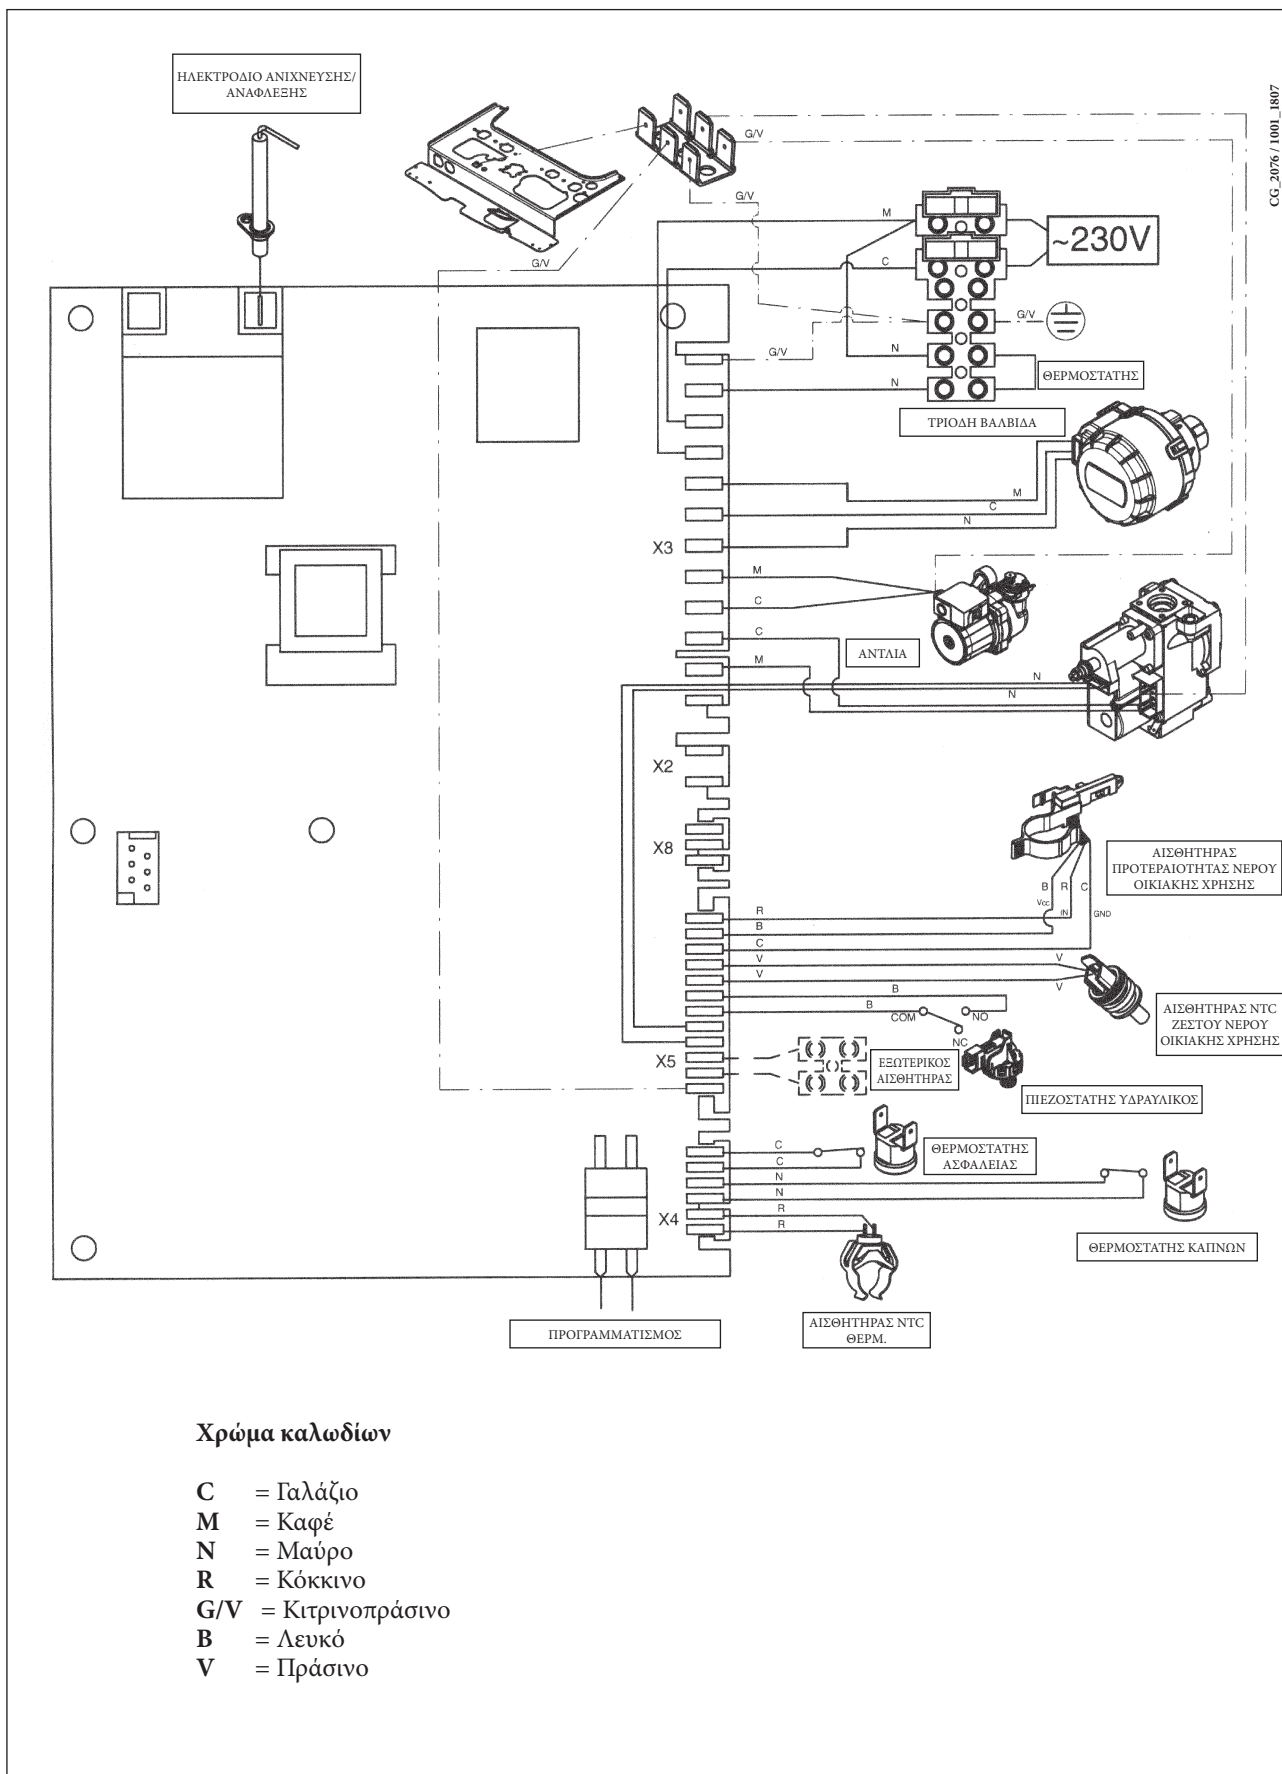 ΗΛΕΚΤΡΟΔΙΟ ΑΝΙΧΝΕΥΣΗΣ/
ΑΝΑΦΛΕΞΗΣ
CG_2076 / 1001_1807
G/V
G/V
M
~230V
G/V
C
G/V
G/V
N
ΘΕΡΜΟΣΤΑΤΗΣ
N
ΤΡΙΟΔΗ ΒΑΛΒΙΔΑ
M
C
N
X3
M
C
ΑΝΤΛΙΑ
C
M
N
N
X2
X8
ΑΙΣΘΗΤΗΡΑΣ
ΠΡΟΤΕΡΑΙΟΤΗΤΑΣ ΝΕΡΟΥ
ΟΙΚΙΑΚΗΣ ΧΡΗΣΗΣ
B R C
Vcc
IN
GND
R
B
C
V
V
V
V
ΑΙΣΘΗΤΗΡΑΣ NTC
ΖΕΣΤΟΥ ΝΕΡΟΥ
ΟΙΚΙΑΚΗΣ ΧΡΗΣΗΣ
B
B
COM
NO
NC
X5
ΕΞΩΤΕΡΙΚΟΣ
ΑΙΣΘΗΤΗΡΑΣ
ΠΙΕΖΟΣΤΑΤΗΣ ΥΔΡΑΥΛΙΚΟΣ
C
C
ΘΕΡΜΟΣΤΑΤΗΣ
ΑΣΦΑΛΕΙΑΣ
N
N
R
R
X4
ΘΕΡΜΟΣΤΑΤΗΣ ΚΑΠΝΩΝ
ΠΡΟΓΡΑΜΜΑΤΙΣΜΟΣ
ΑΙΣΘΗΤΗΡΑΣ NTC
ΘΕΡΜ.
Χρώμα καλωδίων
C = Γαλάζιο
M = Καφέ
N = Μαύρο
R = Κόκκινο
G/V = Κιτρινοπράσινο
B = Λευκό
V = Πράσινο